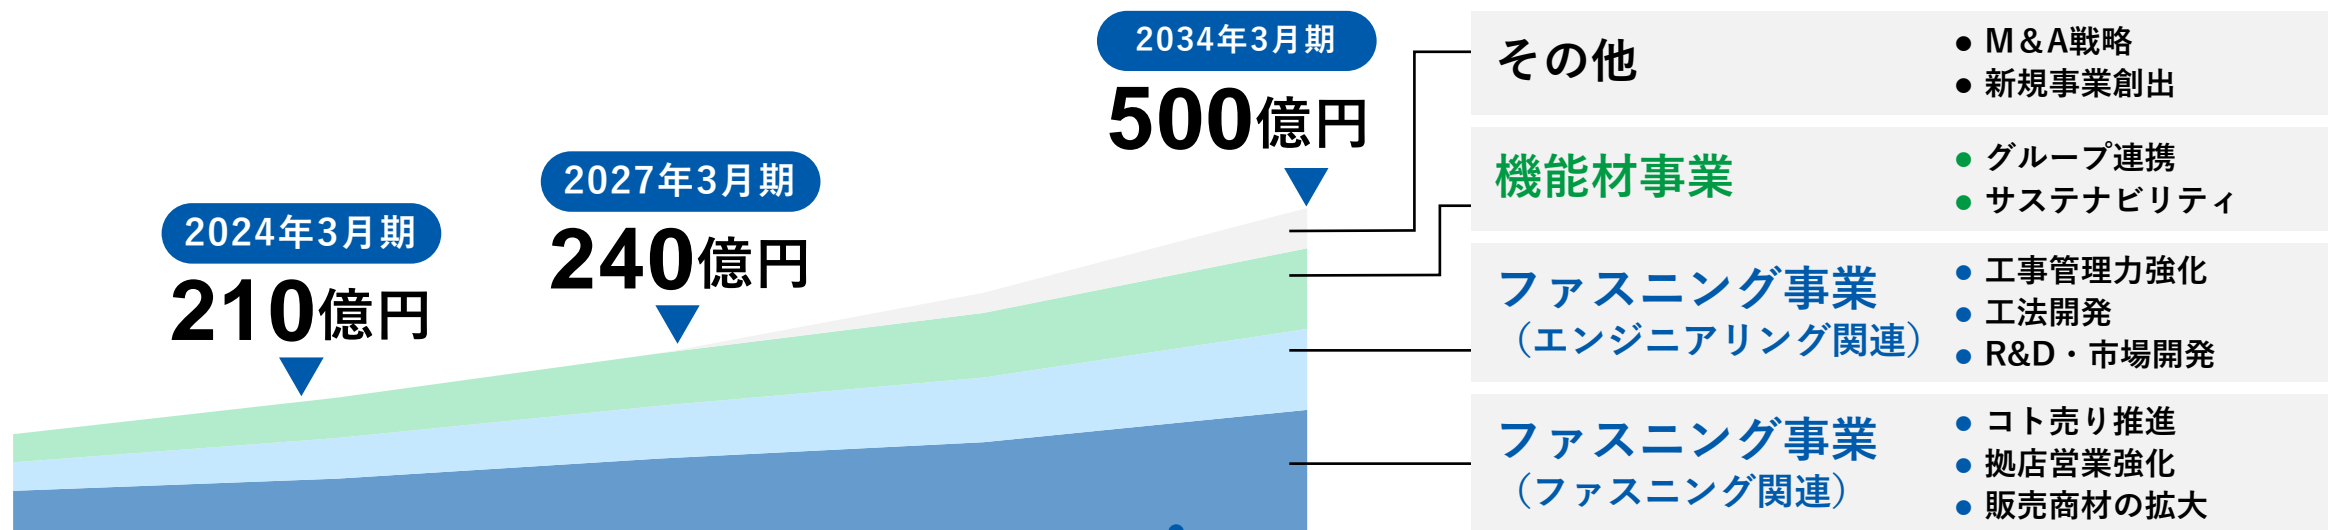 2024年3月期
210億円
2027年3月期
240億円
2034年3月期
500億円
その他
● M＆A戦略
● 新規事業創出
機能材事業
● グループ連携
● サステナビリティ
ファスニング事業
（エンジニアリング関連）
● 工事管理力強化
● 工法開発
● R&D・市場開発
ファスニング事業
（ファスニング関連）
● コト売り推進
● 拠店営業強化
● 販売商材の拡大